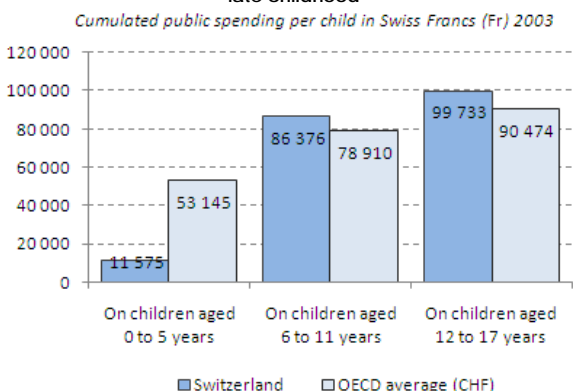 late childhood
Cumulated public spending per child in Swiss Francs (Fr) 2003
120 000
100 000
80 000
60 000
40 000
20 000
0
11 575
53 145
86 376
78 910
99 733
90 474
On children aged
0 to 5 years
On children aged
6 to 11 years
On children aged
12 to 17 years
Switzerland
OECD average (CHF)